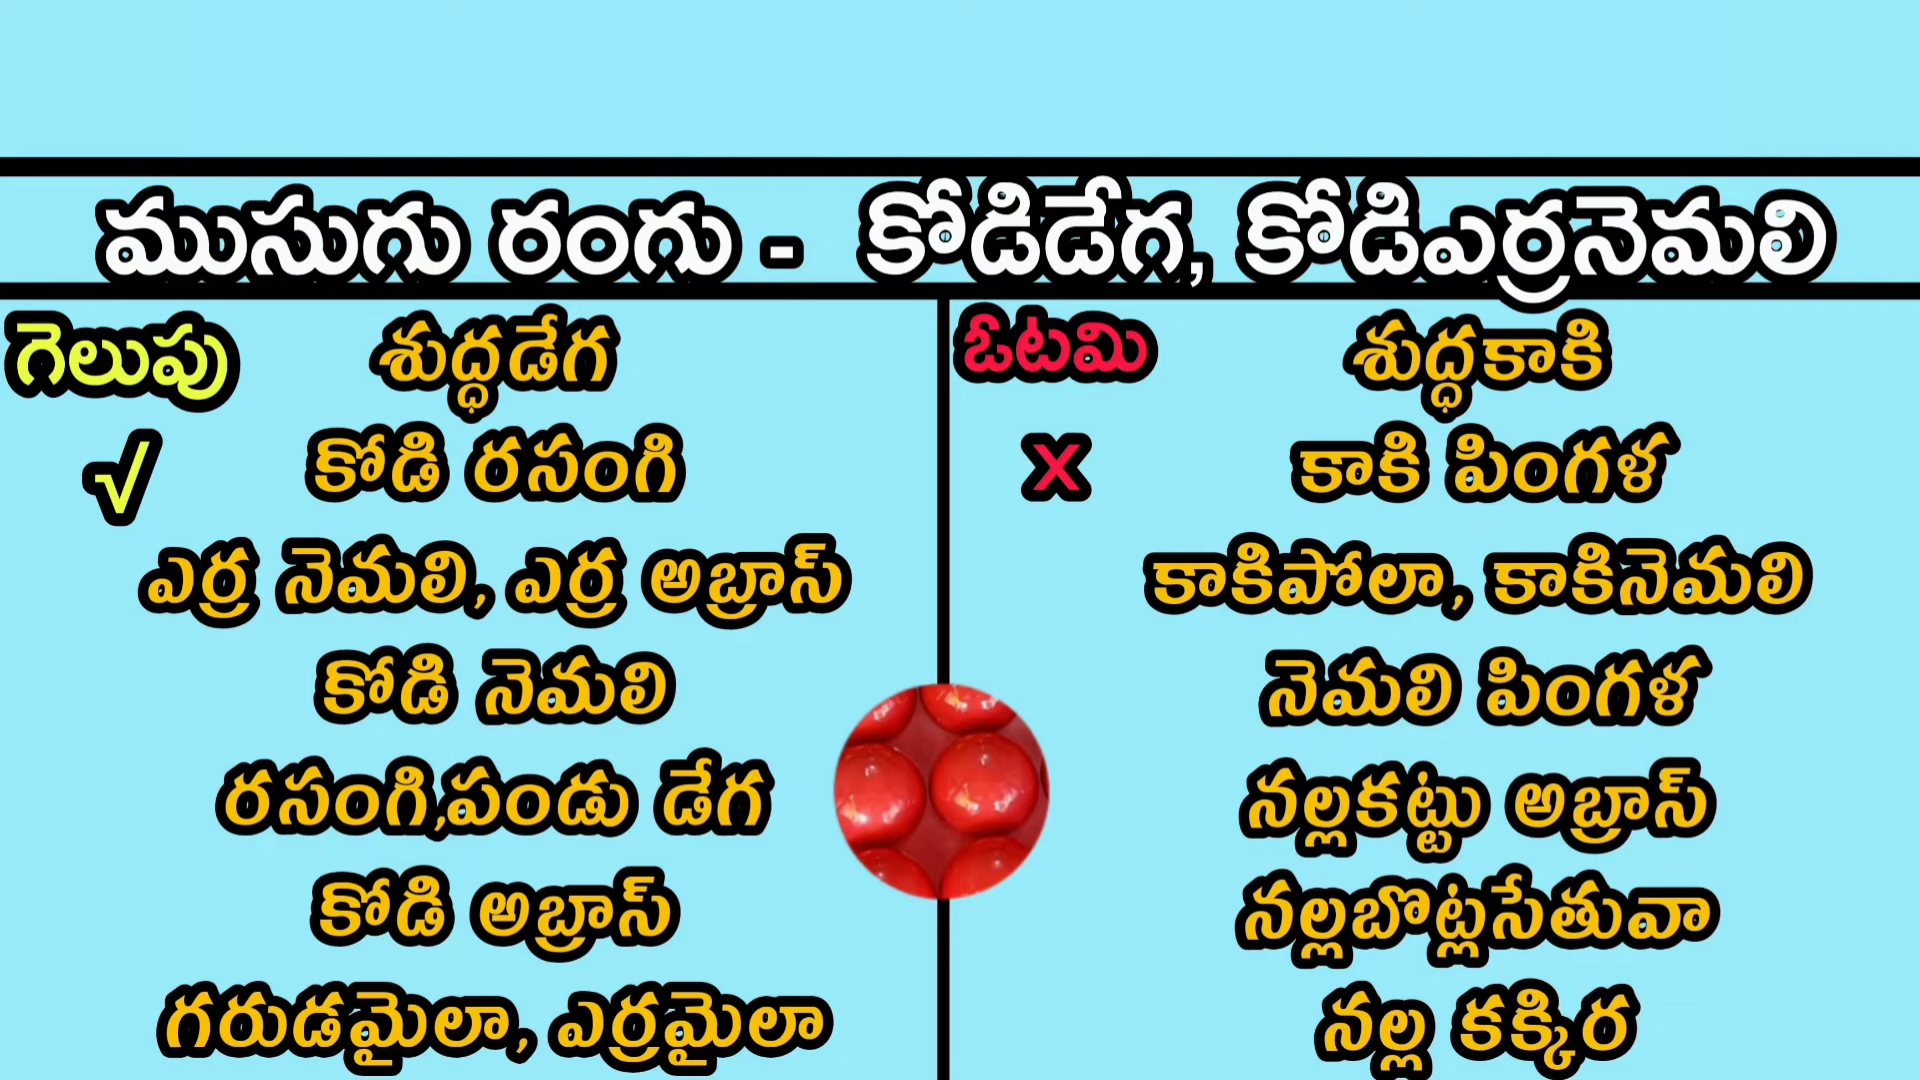 ముసుగు రంగు - కోడిడేగ, కోడిఎర్రనెమలి
గెలుపు
√
శుద్ధడేగ
కోడి రసంగి
ఎర్ర నెమలి, ఎర్ర అబ్రాస్
కోడి నెమలి
రసంగి,పండు డేగ
కోడి అబ్రాస్
గరుడమైలా, ఎర్రమైలా
ఓటమి
X
శుద్ధకాకి
కాకి పింగళ
కాకిపోలా, కాకినెమలి
నెమలి పింగళ
నల్లకట్టు అబ్రాస్
నల్లబొట్లసేతువా
నల్ల కక్కిర